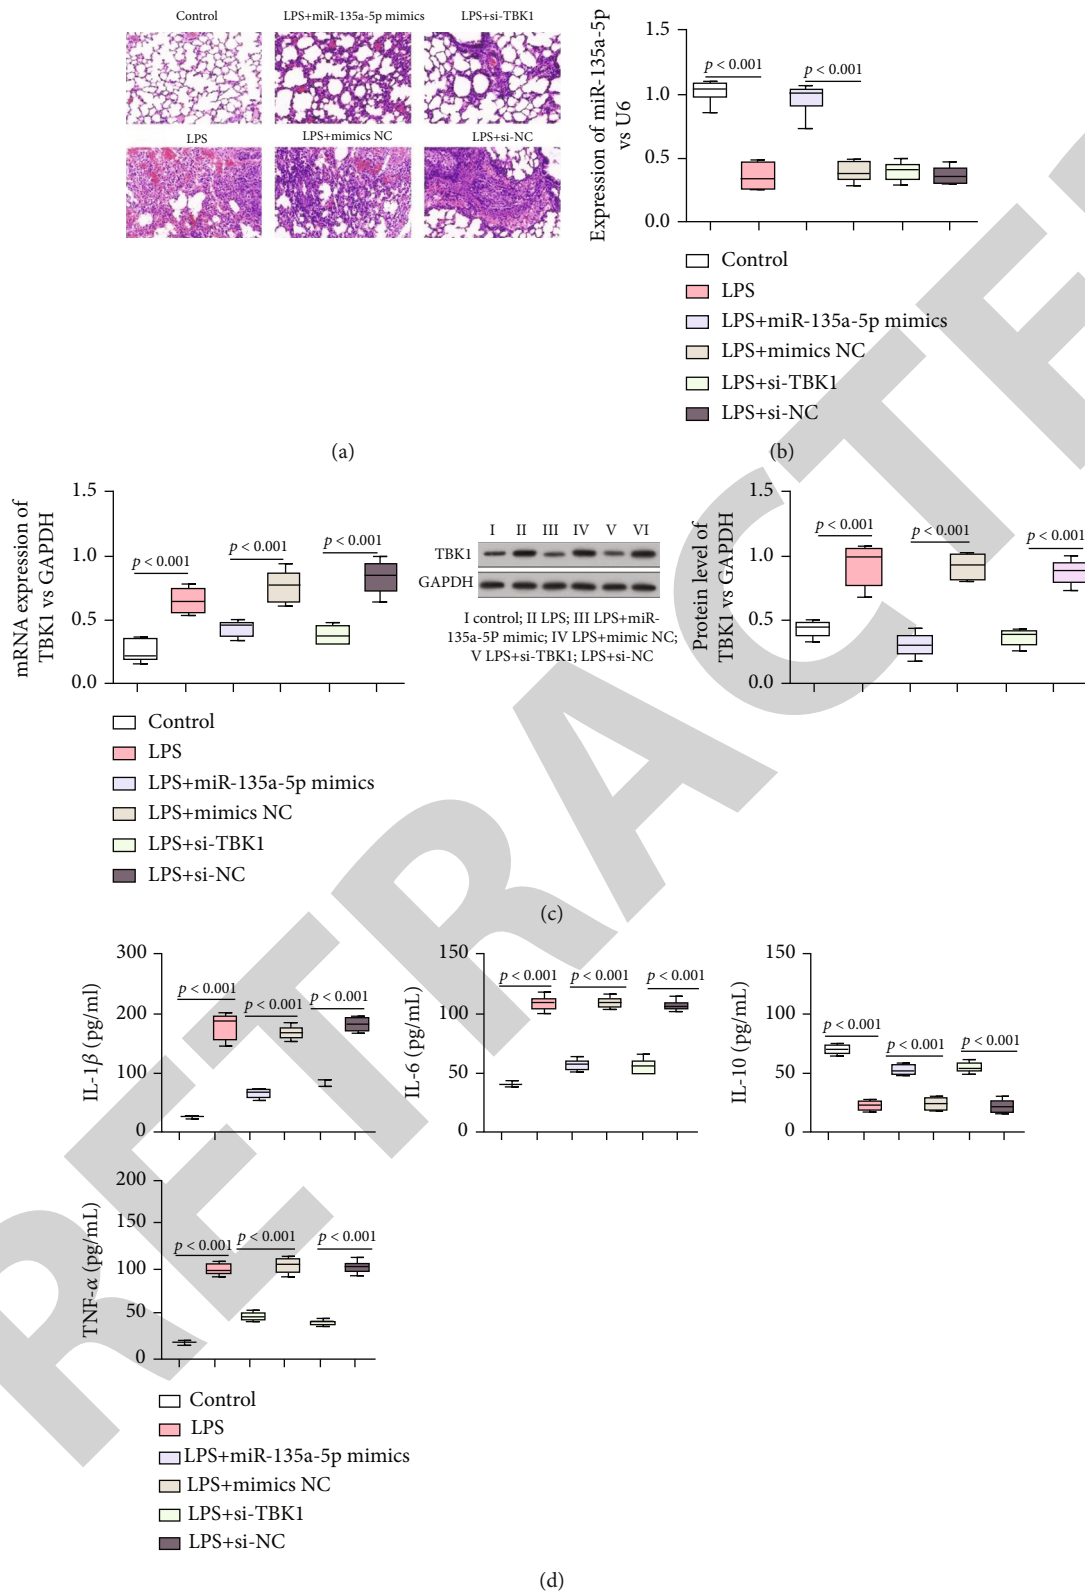 Control
LPS+miR-135a-5p mimics
LPS+si-TBK1
LPS
LPS+mimics NC
LPS+si-NC
(a)
Expression of miR-135a-5p
vs U6
1.5
1.0
0.5
0.0
p < 0.001
p < 0.001
Control
LPS
LPS+miR-135a-5p mimics
LPS+mimics NC
LPS+si-TBK1
LPS+si-NC
(b)
mRNA expression of
TBK1 vs GAPDH
1.5
1.0
0.5
0.0
p < 0.001
p < 0.001
p < 0.001
Control
LPS
LPS+miR-135a-5p mimics
LPS+mimics NC
LPS+si-TBK1
LPS+si-NC
I II III IV V VI
TBK1
GAPDH
I control; II LPS; III LPS+miR-
135a-5P mimic; IV LPS+mimic NC;
V LPS+si-TBK1; LPS+si-NC
Protein level of
TBK1 vs GAPDH
1.5
1.0
0.5
0.0
p < 0.001
p < 0.001
p < 0.001
(c)
IL-1β (pg/ml)
300
200
100
0
p < 0.001
p < 0.001
p < 0.001
IL-6 (pg/mL)
150
100
50
0
p < 0.001
p < 0.001
p < 0.001
IL-10 (pg/mL)
150
100
50
0
p < 0.001
p < 0.001
p < 0.001
TNF-α (pg/mL)
200
150
100
50
0
p < 0.001
p < 0.001
p < 0.001
Control
LPS
LPS+miR-135a-5p mimics
LPS+mimics NC
LPS+si-TBK1
LPS+si-NC
(d)
RETRACTE